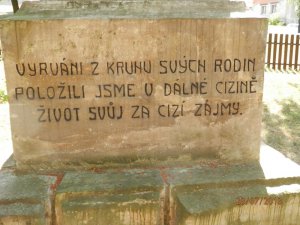 VYRVÁNI Z KRUHU SVÝCH RODIN
POLOŽILI JSME V DÁLNÉ CIZINĚ
ŽIVOT SVŮJ ZA CIZÍ ZÁJMY.